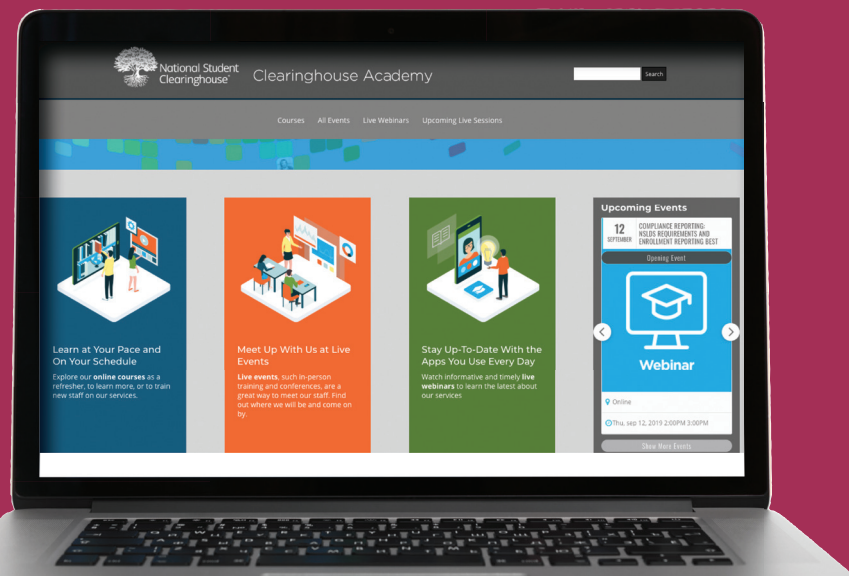 National Student
Clearinghouse
Clearinghouse Academy
Search
Courses All Events Live Webinars Upcoming Live Sessions
Learn at Your Pace and
On Your Schedule
Explore our online courses as a
refresher, to learn more, or to train
new staff on our services.
Meet Up With Us at Live
Events
Live events, such in-person
training and conferences, are a
great way to meet our staff. Find
out where we will be and come on
by.
Stay Up-To-Date With the
Apps You Use Every Day
Watch informative and timely live
webinars to learn the latest about
our services
Upcoming Events
12
SEPTEMBER
COMPLIANCE REPORTING:
NSLDS REQUIREMENTS AND
ENROLLMENT REPORTING BEST
Opening Event
Webinar
Online
Thu, sep 12, 2019 2:00PM 3:00PM
Show More Events